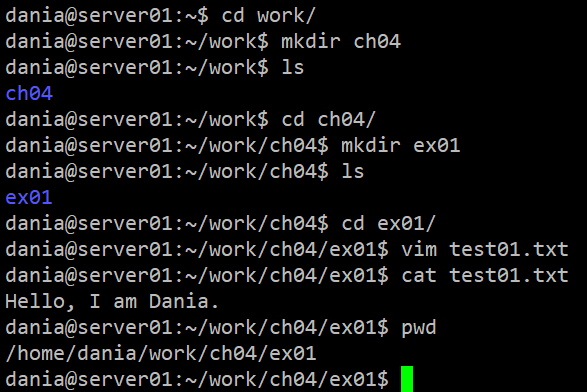 dania@server01:~$ cd work/
dania@server01:~/work$ mkdir ch04
dania@server01:~/work$ ls
ch04
dania@server01:~/work$ cd ch04/
dania@server01:~/work/ch04$ mkdir ex01
dania@server01:~/work/ch04$ ls
ex01
dania@server01:~/work/ch04$ cd ex01/
dania@server01:~/work/ch04/ex01$ vim test01.txt
dania@server01:~/work/ch04/ex01$ cat test01.txt
Hello, I am Dania.
dania@server01:~/work/ch04/ex01$ pwd
/home/dania/work/ch04/ex01
dania@server01:~/work/ch04/ex01$